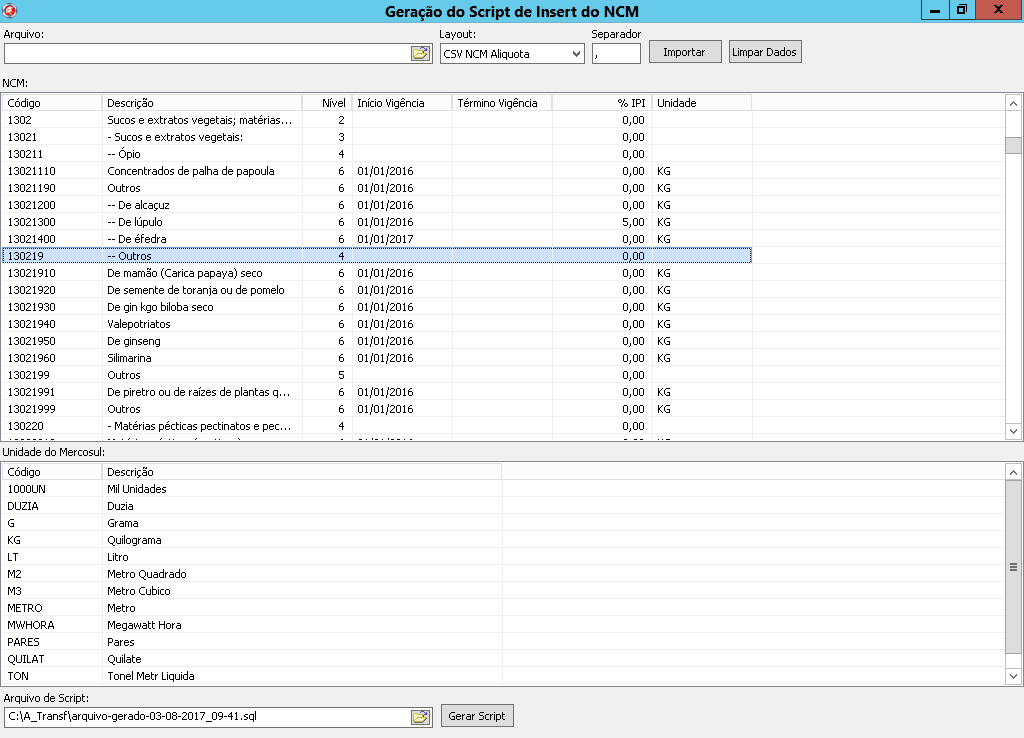 Geração do Script de Insert do NCM
Arquivo: Layout: Separador
CSV NCM Aliquota , Importar Limpar Dados
NCM:
Código Descrição Nível Início Vigência Término Vigência % IPI Unidade
1302 Sucos e extratos vegetais; matérias... 2 0,00
13021 - Sucos e extratos vegetais: 3 0,00
130211 -- Ópio 4 0,00
13021110 Concentrados de palha de papoula 6 01/01/2016 0,00 KG
13021190 Outros 6 01/01/2016 0,00 KG
13021200 -- De alcaçuz 6 01/01/2016 0,00 KG
13021300 -- De lúpulo 6 01/01/2016 5,00 KG
13021400 -- De éfedra 6 01/01/2017 0,00 KG
130219 -- Outros 4 0,00
13021910 De mamão (Carica papaya) seco 6 01/01/2016 0,00 KG
13021920 De semente de toranja ou de pomelo 6 01/01/2016 0,00 KG
13021930 De gin kgo biloba seco 6 01/01/2016 0,00 KG
13021940 Valepotriatos 6 01/01/2016 0,00 KG
13021950 De ginseng 6 01/01/2016 0,00 KG
13021960 Silimarina 6 01/01/2016 0,00 KG
1302199 Outros 5 0,00
13021991 De piretro ou de raízes de plantas q... 6 01/01/2016 0,00 KG
13021999 Outros 6 01/01/2016 0,00 KG
130220 - Matérias pécticas pectinatos e pec... 4 0,00
Unidade do Mercosul:
Código Descrição
1000UN Mil Unidades
DUZIA Duzia
G Grama
KG Quilograma
LT Litro
M2 Metro Quadrado
M3 Metro Cubico
METRO Metro
MWHORA Megawatt Hora
PARES Pares
QUILAT Quilate
TON Tonel Metr Liquida
Arquivo de Script:
C:\A_Transf\arquivo-gerado-03-08-2017_09-41.sql Gerar Script